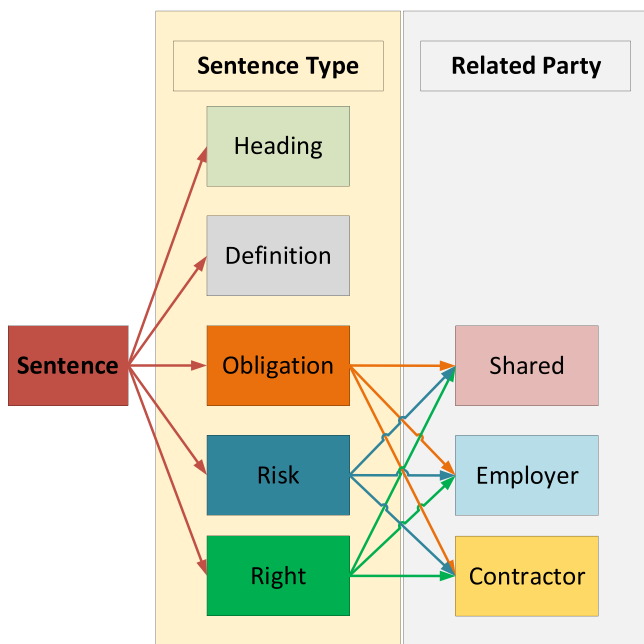 Sentence Type
Related Party
Heading
Definition
Sentence
Obligation
Shared
Risk
Employer
Right
Contractor